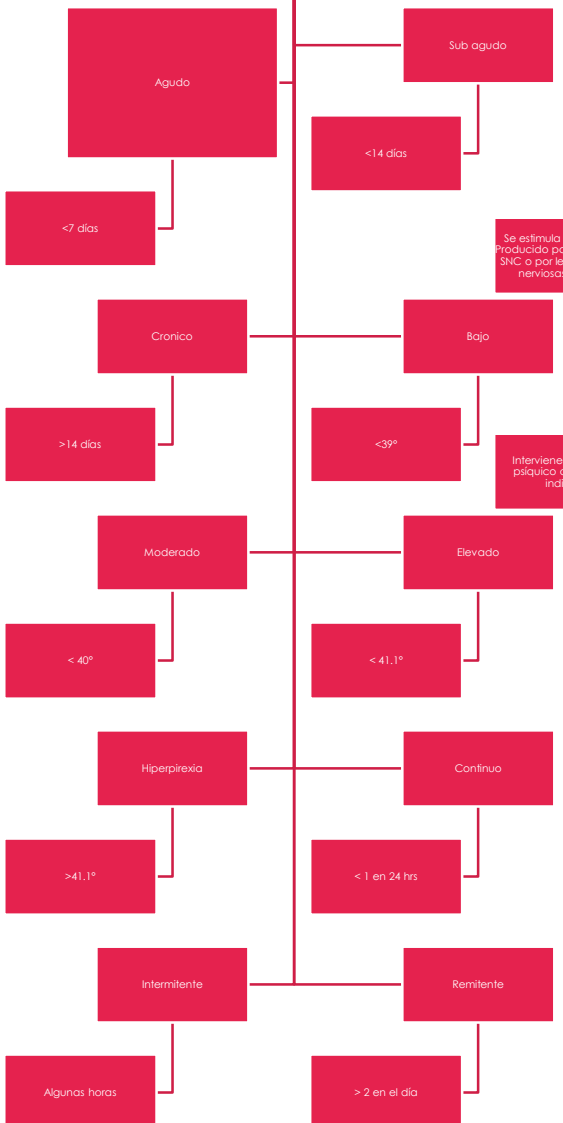 Agudo
Sub agudo
<7 días
<14 días
Se estimula
Producido
SNC o por
nerviosas
Cronico
Bajo
>14 días
<39°
Interviene
psíquico
Moderado
Elevado
< 40°
< 41.1°
Hiperpirexia
Continuo
>41.1°
< 1 en 24 hrs
Intermitente
Remitente
Algunas horas
> 2 en el día